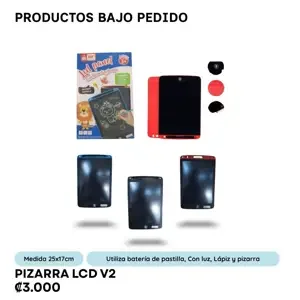 PRODUCTOS BAJO PEDIDO
Medida 25x17cm
Utiliza batería de pastilla, Con luz, Lápiz y pizarra
PIZARRA LCD V2
₡3.000